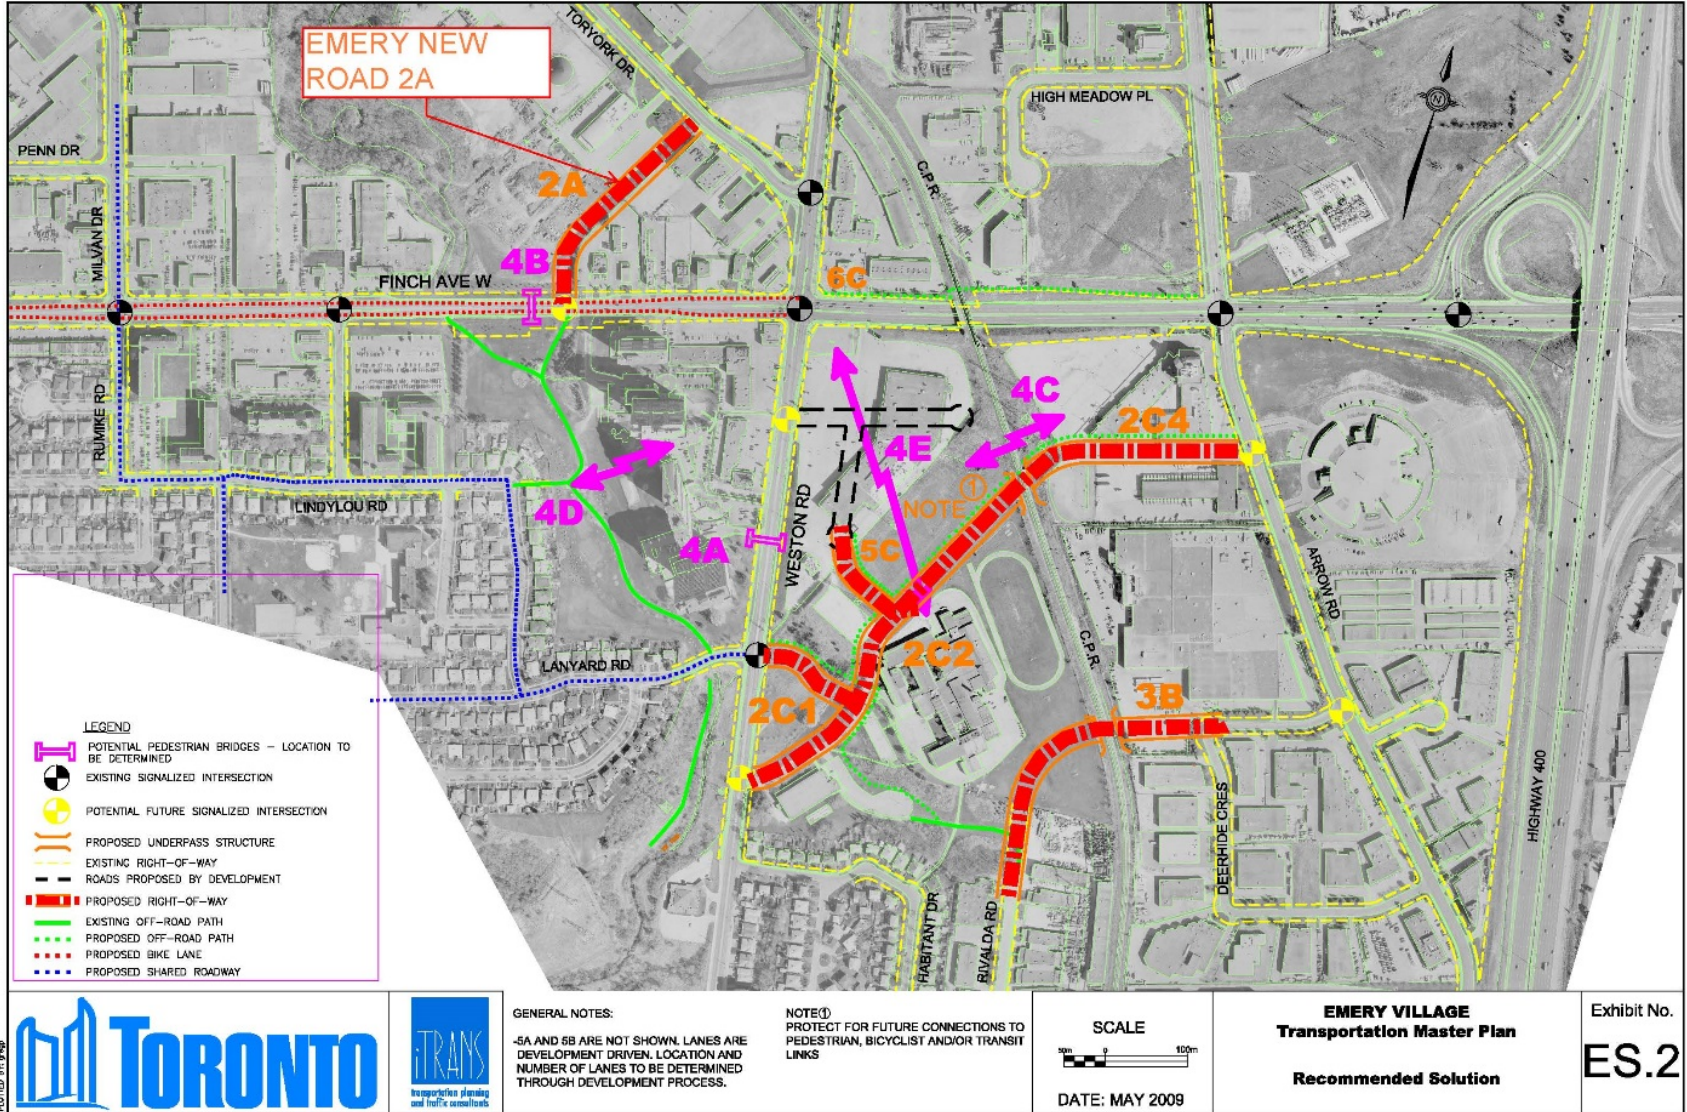 EMERY NEW
ROAD 2A
TORYORK DR.
HIGH MEADOW PL
PENN DR
C.P.R.
2A
MILVAN DR
4B
FINCH AVE W
6C
RUMIKE RD
4C
2C4
4E
LINDYLOU RD
4D
NOTE ①
WESTON RD
4A
5C
ARROW RD
C.P.R.
LANYARD RD
2C2
2C1
3B
HIGHWAY 400
DEERHIDE CRES
HABITANT DR
RIVALDA RD
N
LEGEND
POTENTIAL PEDESTRIAN BRIDGES - LOCATION TO
BE DETERMINED
EXISTING SIGNALIZED INTERSECTION
POTENTIAL FUTURE SIGNALIZED INTERSECTION
PROPOSED UNDERPASS STRUCTURE
EXISTING RIGHT-OF-WAY
ROADS PROPOSED BY DEVELOPMENT
PROPOSED RIGHT-OF-WAY
EXISTING OFF-ROAD PATH
PROPOSED OFF-ROAD PATH
PROPOSED BIKE LANE
PROPOSED SHARED ROADWAY
TORONTO
iTRANS
transportation planning
and traffic consultants
GENERAL NOTES:
-5A AND 5B ARE NOT SHOWN. LANES ARE
DEVELOPMENT DRIVEN. LOCATION AND
NUMBER OF LANES TO BE DETERMINED
THROUGH DEVELOPMENT PROCESS.
NOTE①
PROTECT FOR FUTURE CONNECTIONS TO
PEDESTRIAN, BICYCLIST AND/OR TRANSIT
LINKS
SCALE
50m 0 100m
DATE: MAY 2009
EMERY VILLAGE
Transportation Master Plan
Recommended Solution
Exhibit No.
ES.2